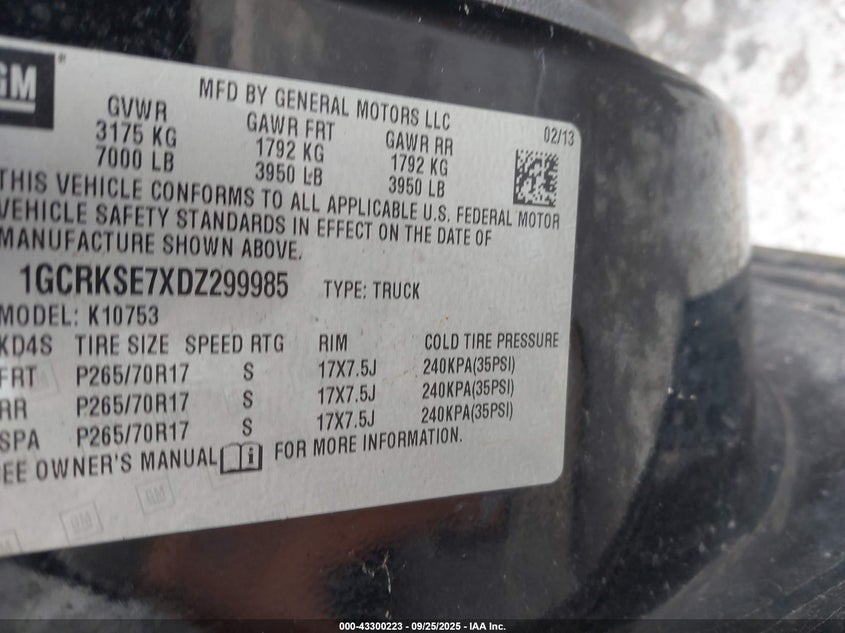 GM
MFD BY GENERAL MOTORS LLC
02/13
GVWR GAWR FRT GAWR RR
3175 KG 1792 KG 1792 KG
7000 LB 3950 LB 3950 LB
THIS VEHICLE CONFORMS TO ALL APPLICABLE U.S. FEDERAL MOTOR
VEHICLE SAFETY STANDARDS IN EFFECT ON THE DATE OF
MANUFACTURE SHOWN ABOVE.
1GCRKSE7XDZ299985 TYPE: TRUCK
MODEL: K10753
KD4S TIRE SIZE SPEED RTG RIM COLD TIRE PRESSURE
FRT P265/70R17 S 17X7.5J 240KPA(35PSI)
RR P265/70R17 S 17X7.5J 240KPA(35PSI)
SPA P265/70R17 S 17X7.5J 240KPA(35PSI)
EE OWNER'S MANUAL FOR MORE INFORMATION.
GM GM GM
000-43300223 - 09/25/2025 - IAA Inc.